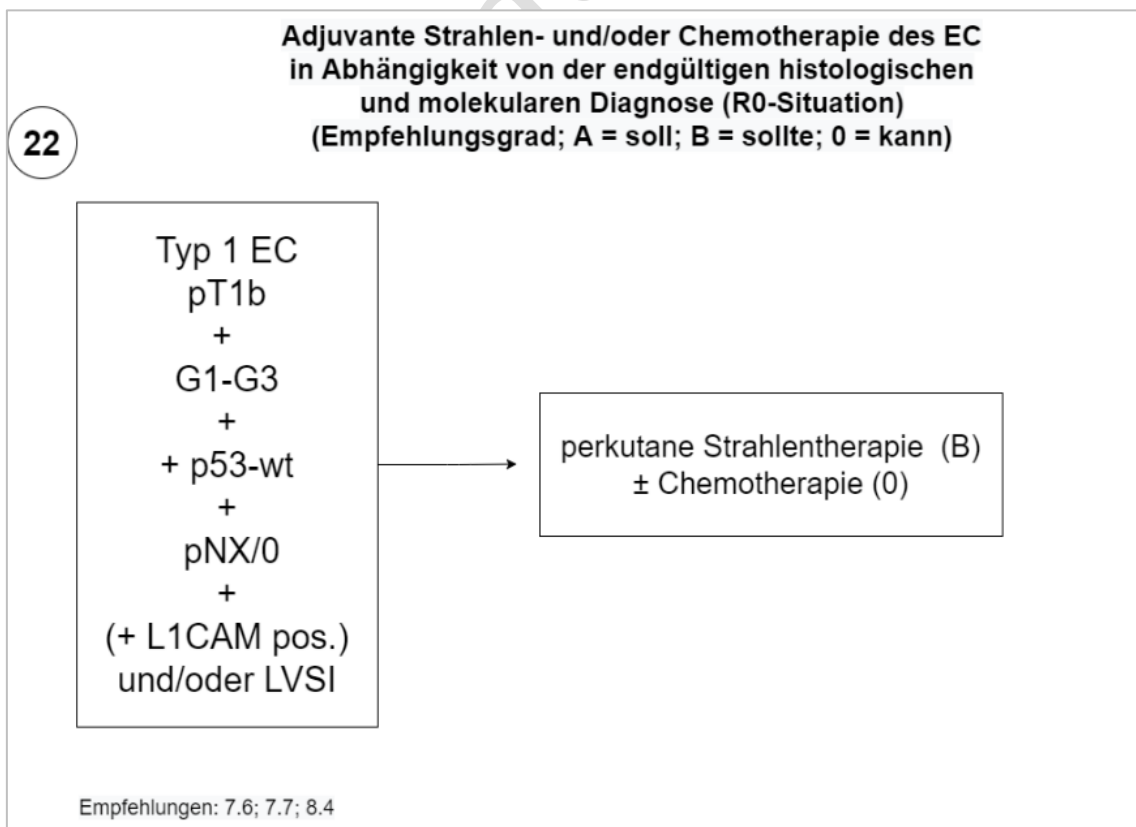 Adjuvante Strahlen- und/oder Chemotherapie des EC
in Abhängigkeit von der endgültigen histologischen
und molekularen Diagnose (R0-Situation)
(Empfehlungsgrad; A = soll; B = sollte; 0 = kann)
22
Typ 1 EC
pT1b
+
G1-G3
+
+ p53-wt
+
pNX/0
+
(+ L1CAM pos.)
und/oder LVSI
perkutane Strahlentherapie (B)
± Chemotherapie (0)
Empfehlungen: 7.6; 7.7; 8.4